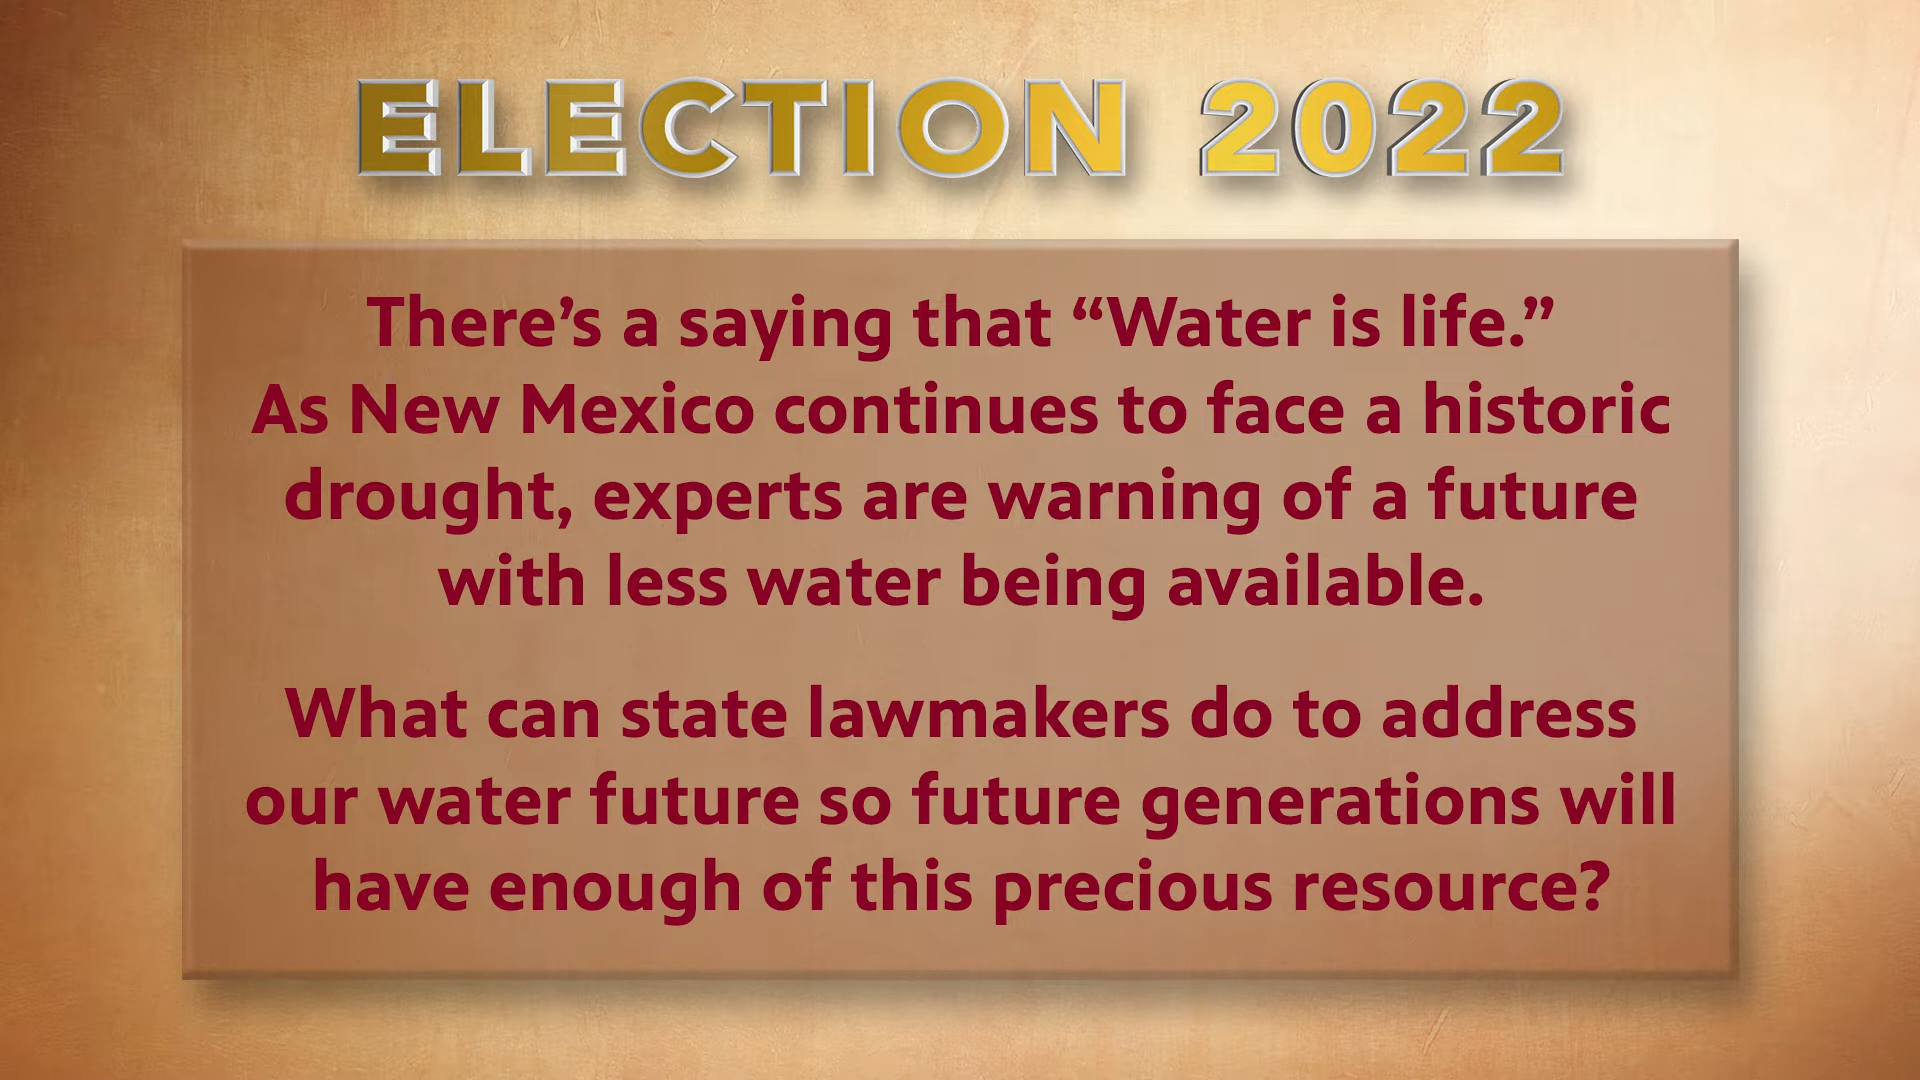 ELECTION 2022
There’s a saying that “Water is life.”
As New Mexico continues to face a historic
drought, experts are warning of a future
with less water being available.
What can state lawmakers do to address
our water future so future generations will
have enough of this precious resource?